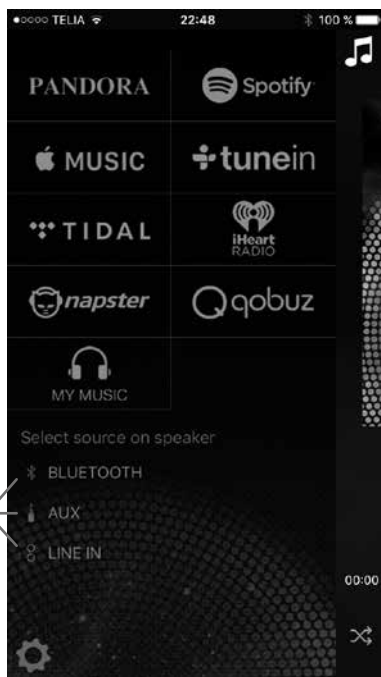 TELIA 22:48 100 %
PANDORA Spotify
MUSIC tunein
TIDAL iHeart RADIO
napster qobuz
MY MUSIC
Select source on speaker
BLUETOOTH
AUX
LINE IN
00:00